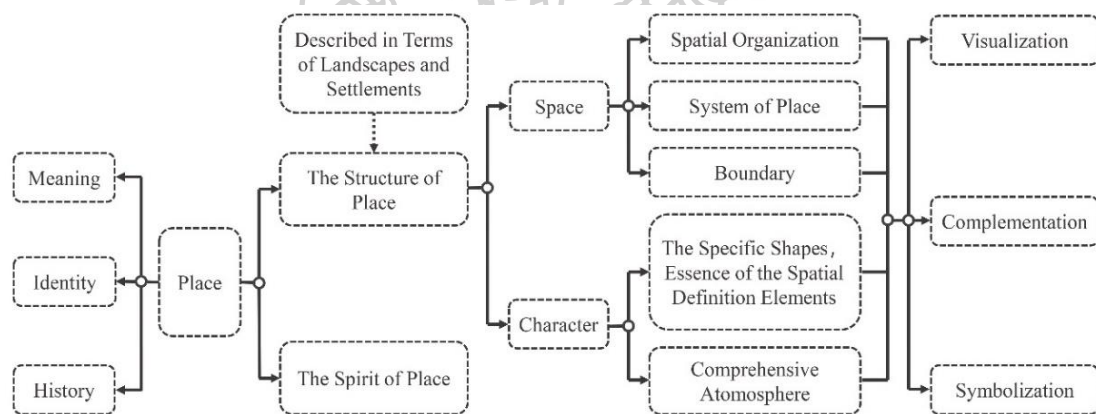 Described in Terms
of Landscapes and
Settlements
Spatial Organization
Visualization
Space
System of Place
Meaning
The Structure of
Place
Boundary
Identity
Place
The Specific Shapes,
Essence of the Spatial
Definition Elements
Complementation
Character
History
The Spirit of Place
Comprehensive
Atomosphere
Symbolization